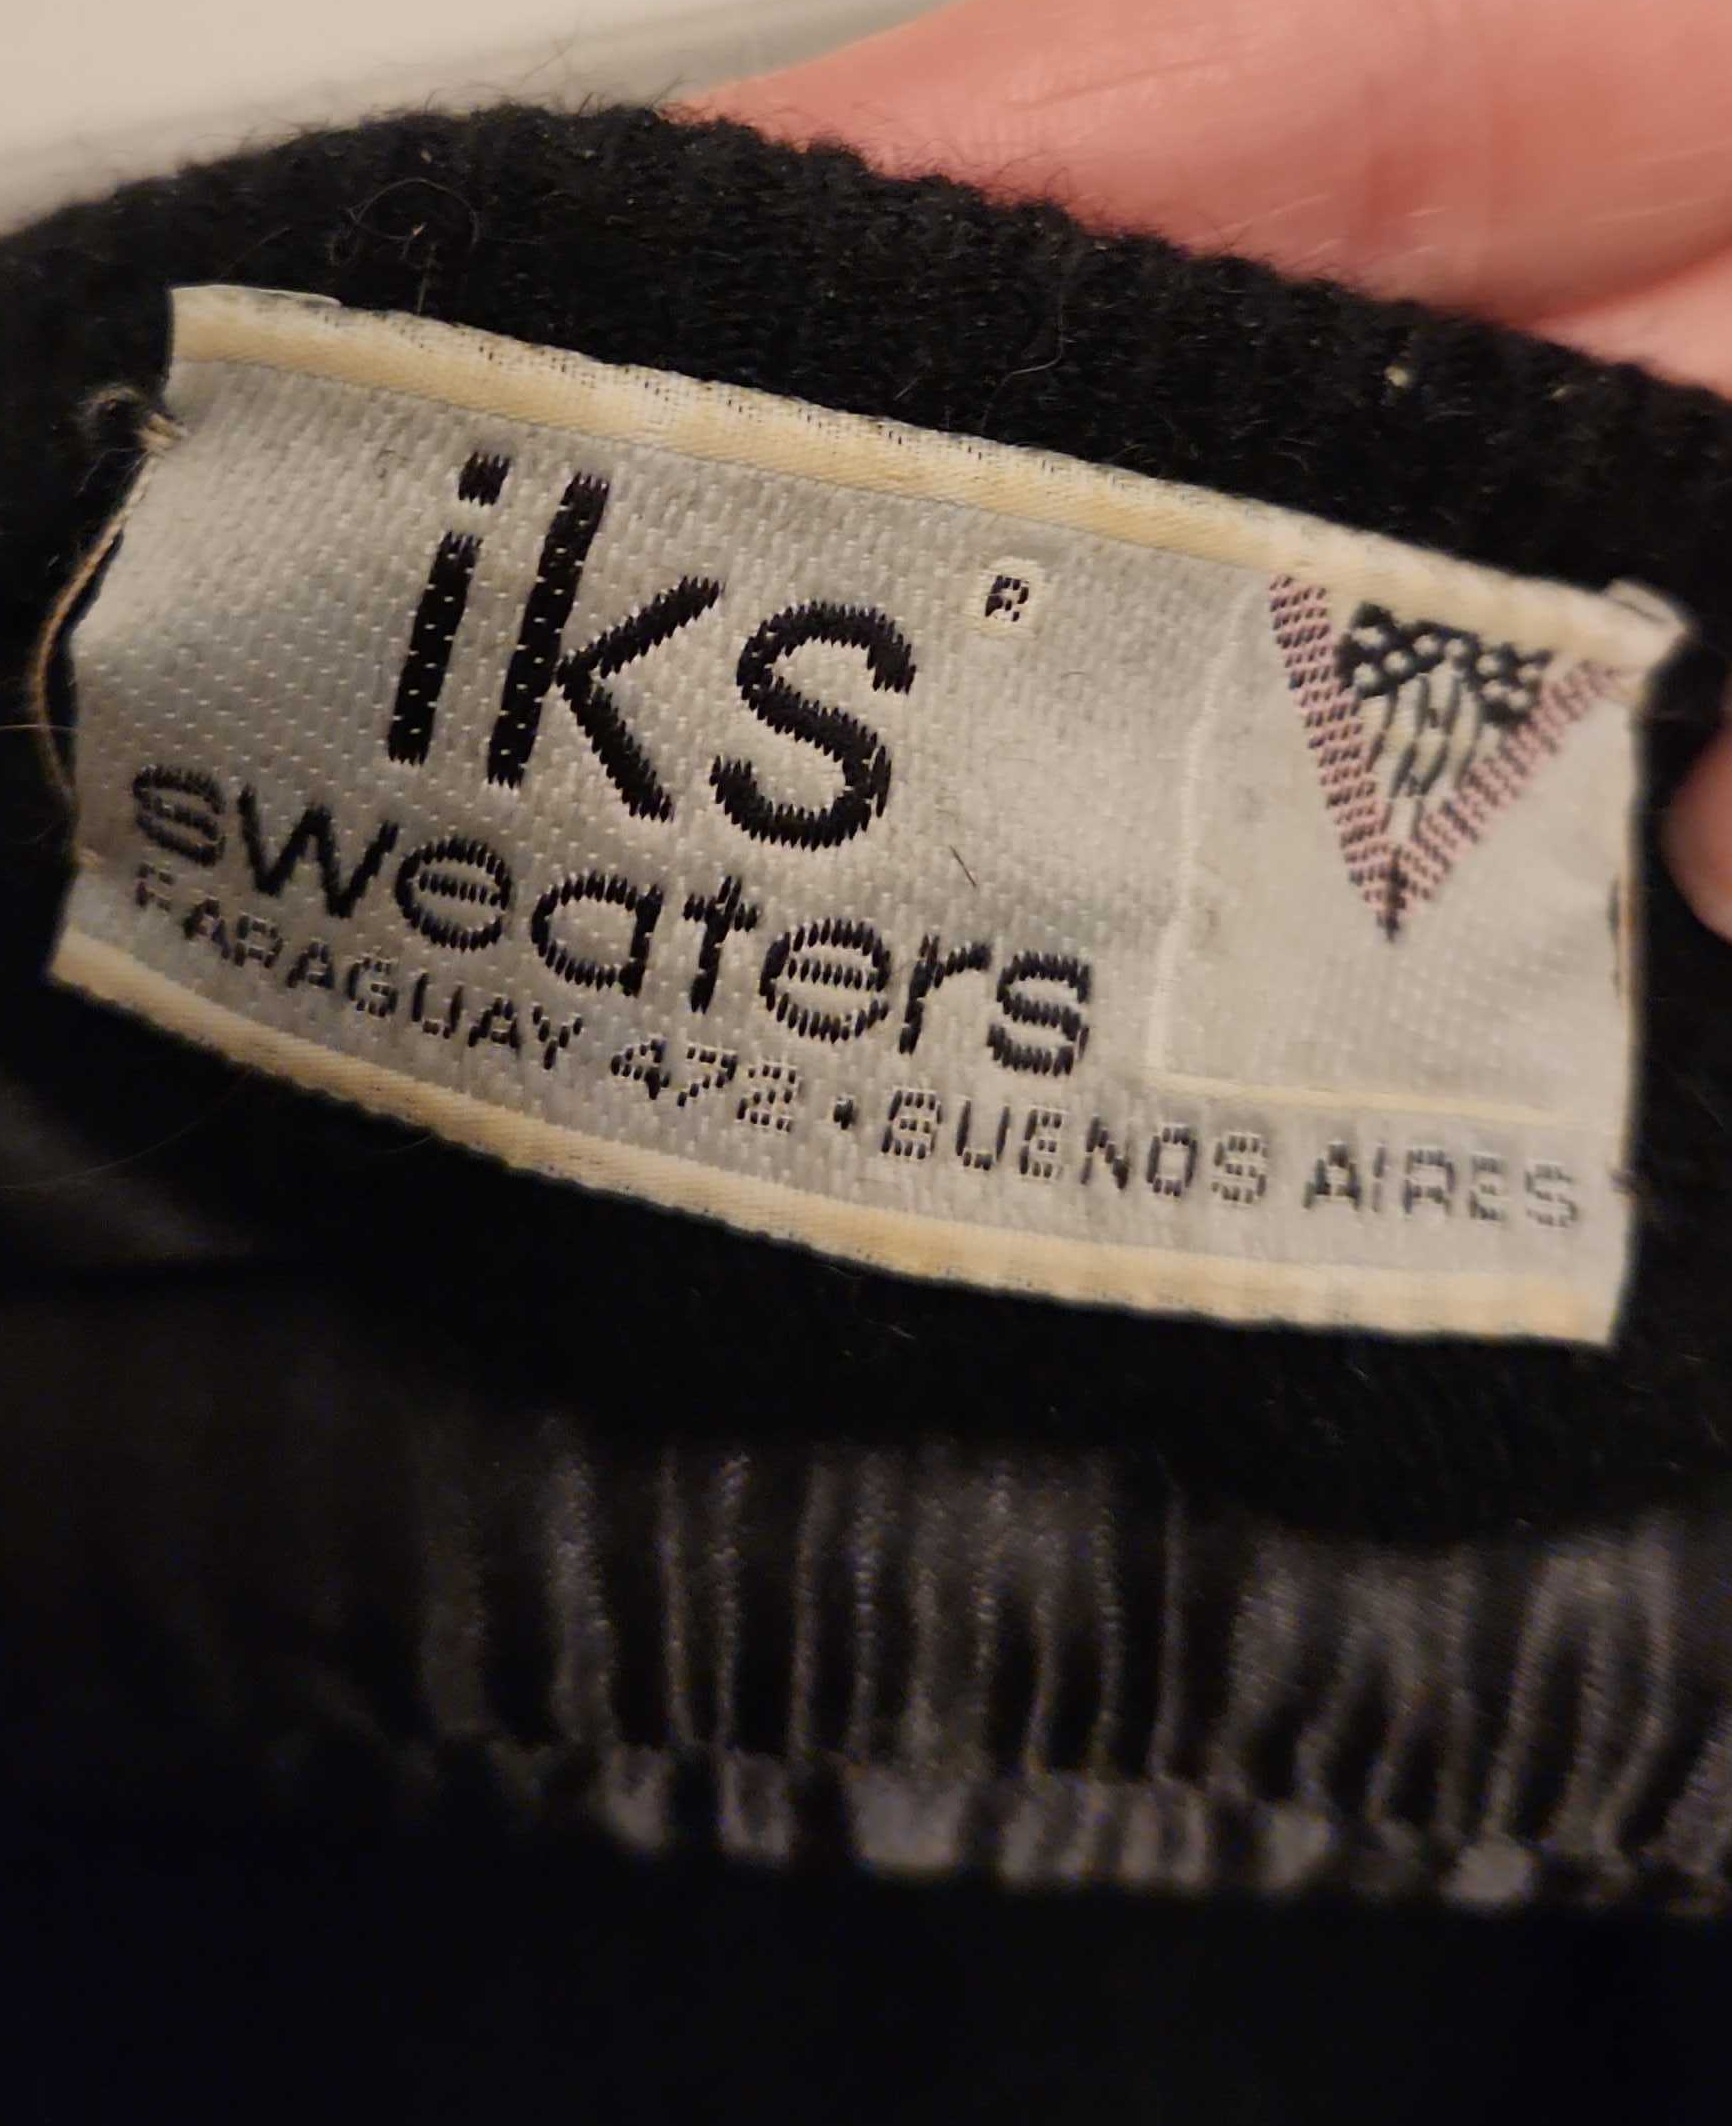 iks ®
sweaters
PARAGUAY 472 · BUENOS AIRES